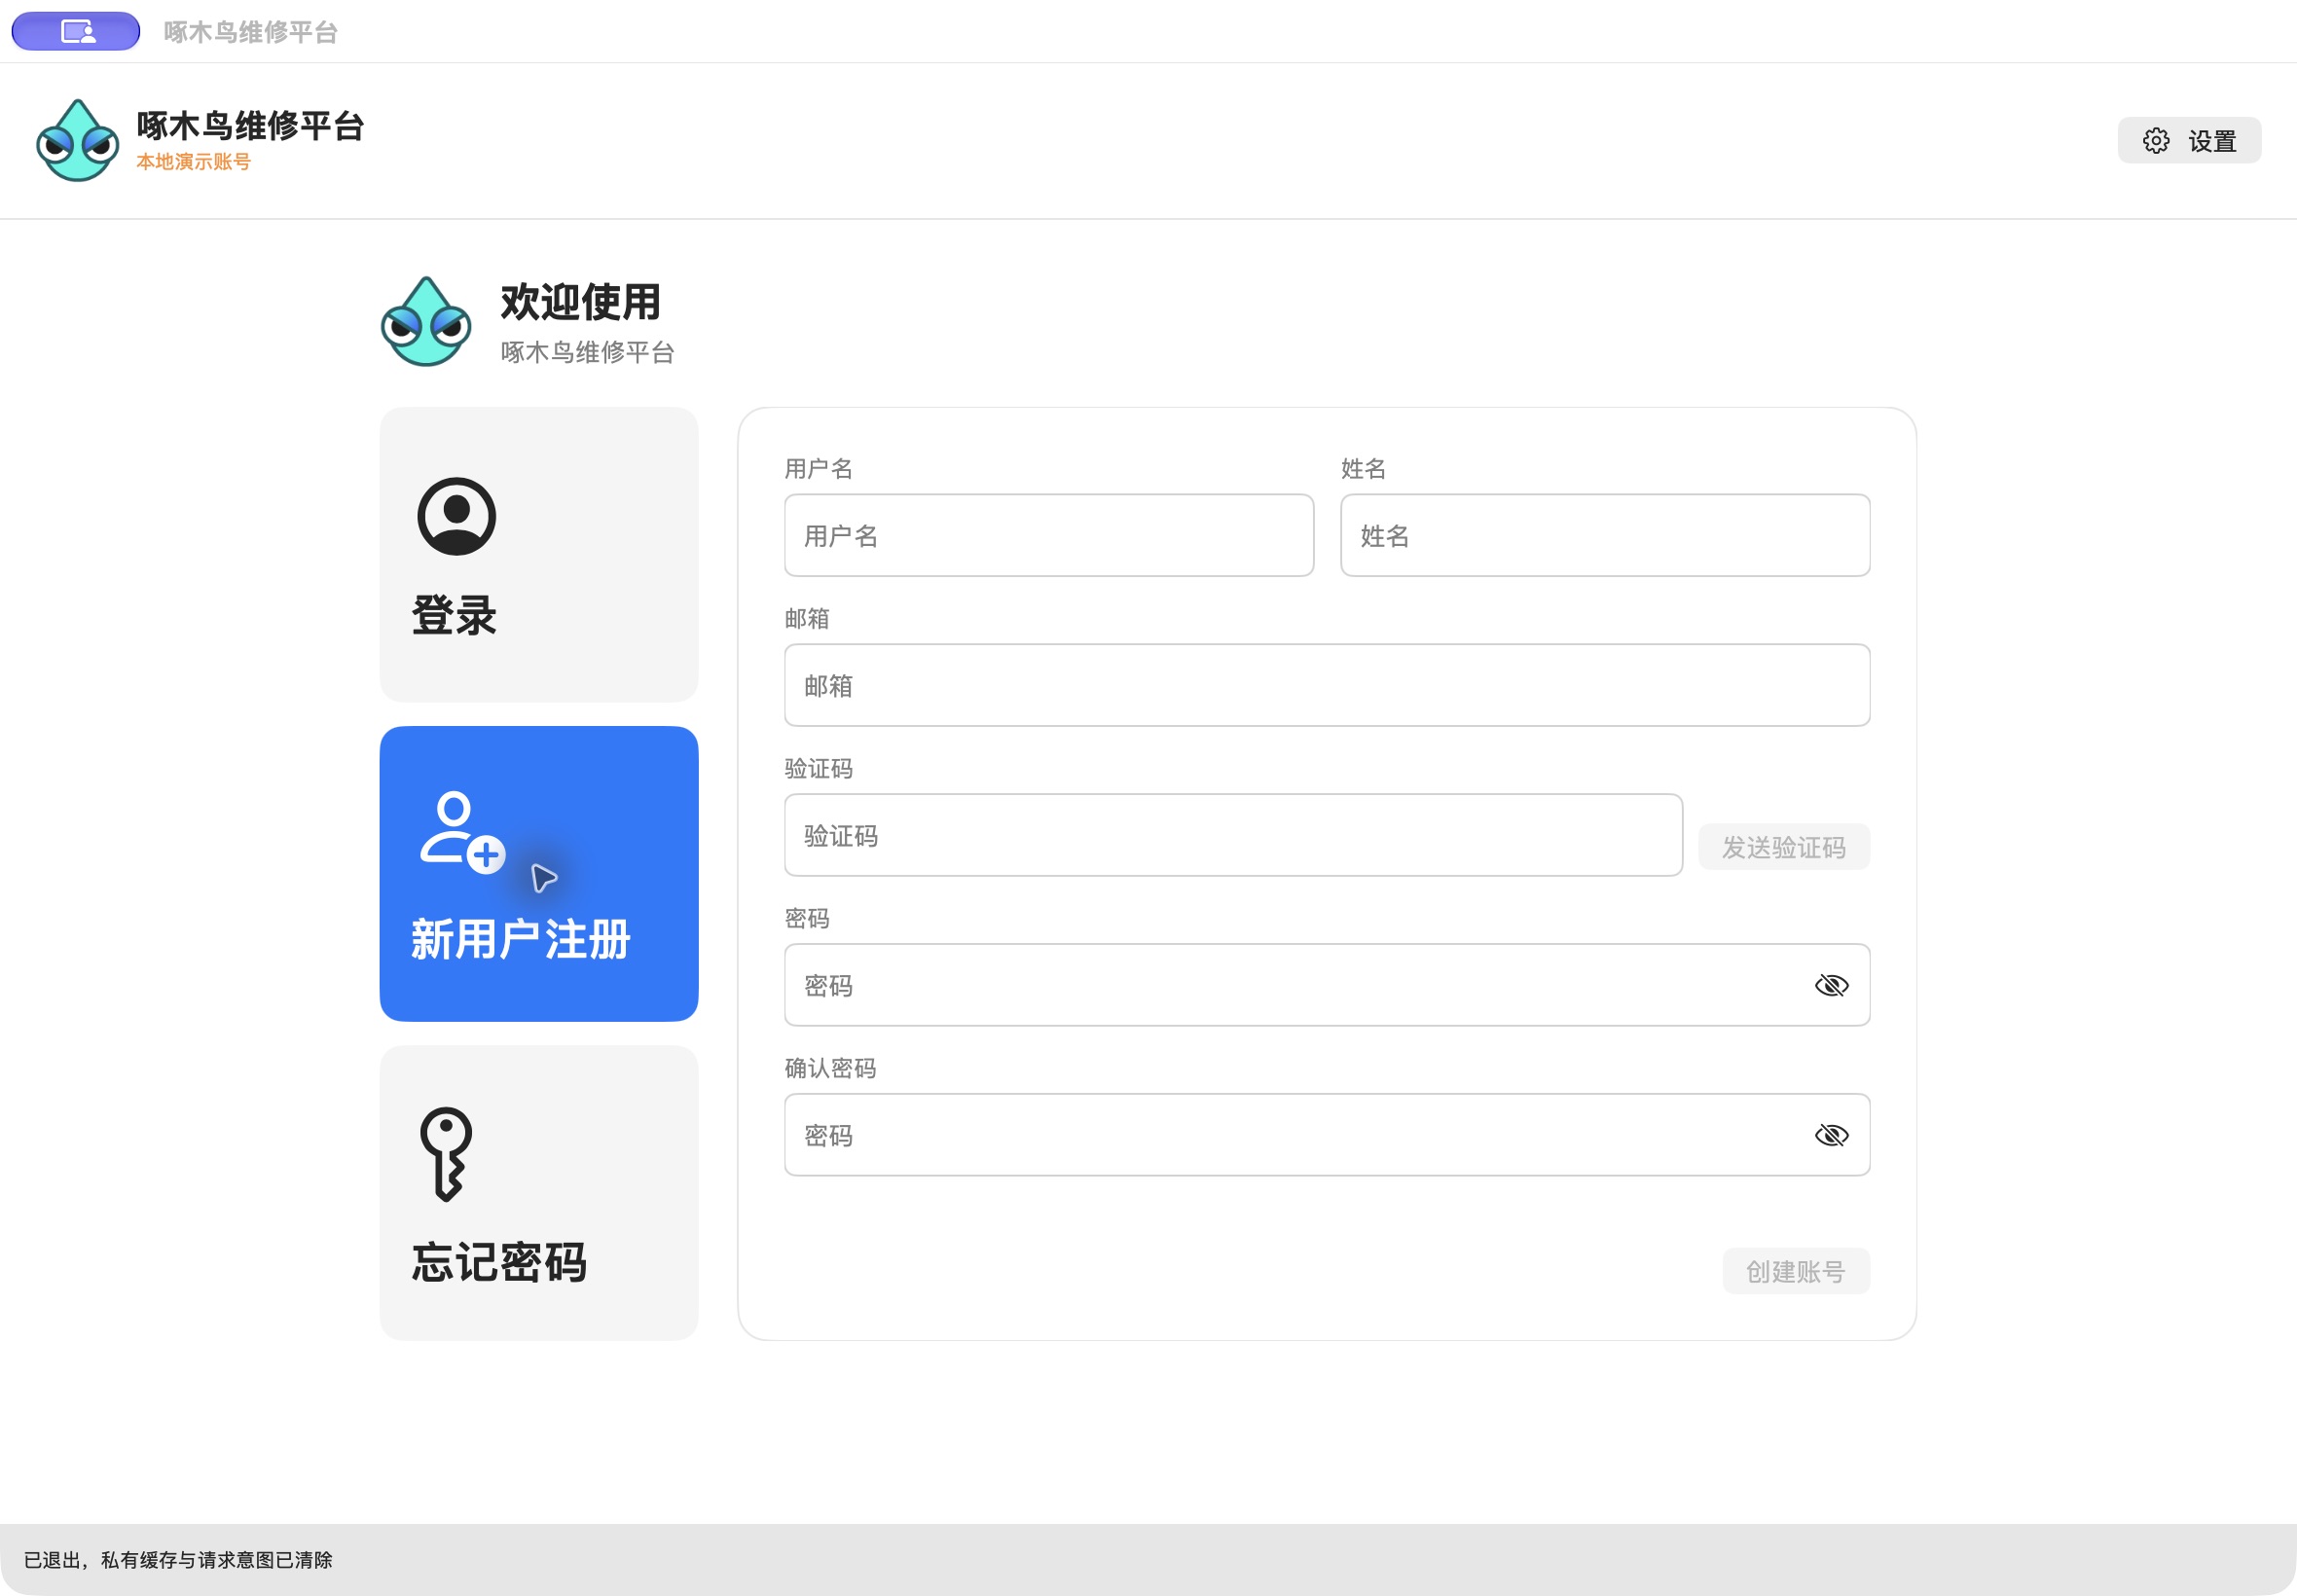 啄木鸟维修平台
啄木鸟维修平台
本地演示账号
设置
欢迎使用
啄木鸟维修平台
登录
新用户注册
忘记密码
用户名
姓名
用户名
姓名
邮箱
邮箱
验证码
验证码
发送验证码
密码
密码
确认密码
密码
创建账号
已退出，私有缓存与请求意图已清除